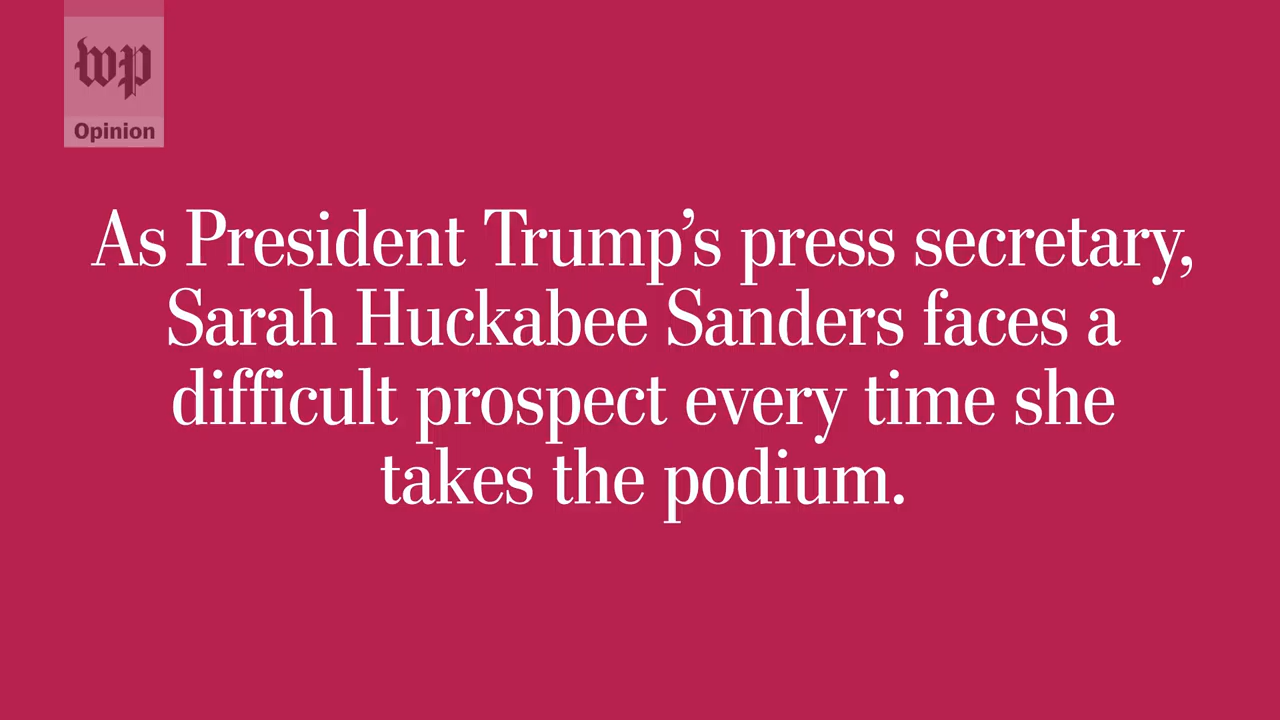 wp
Opinion
As President Trump’s press secretary,
Sarah Huckabee Sanders faces a
difficult prospect every time she
takes the podium.